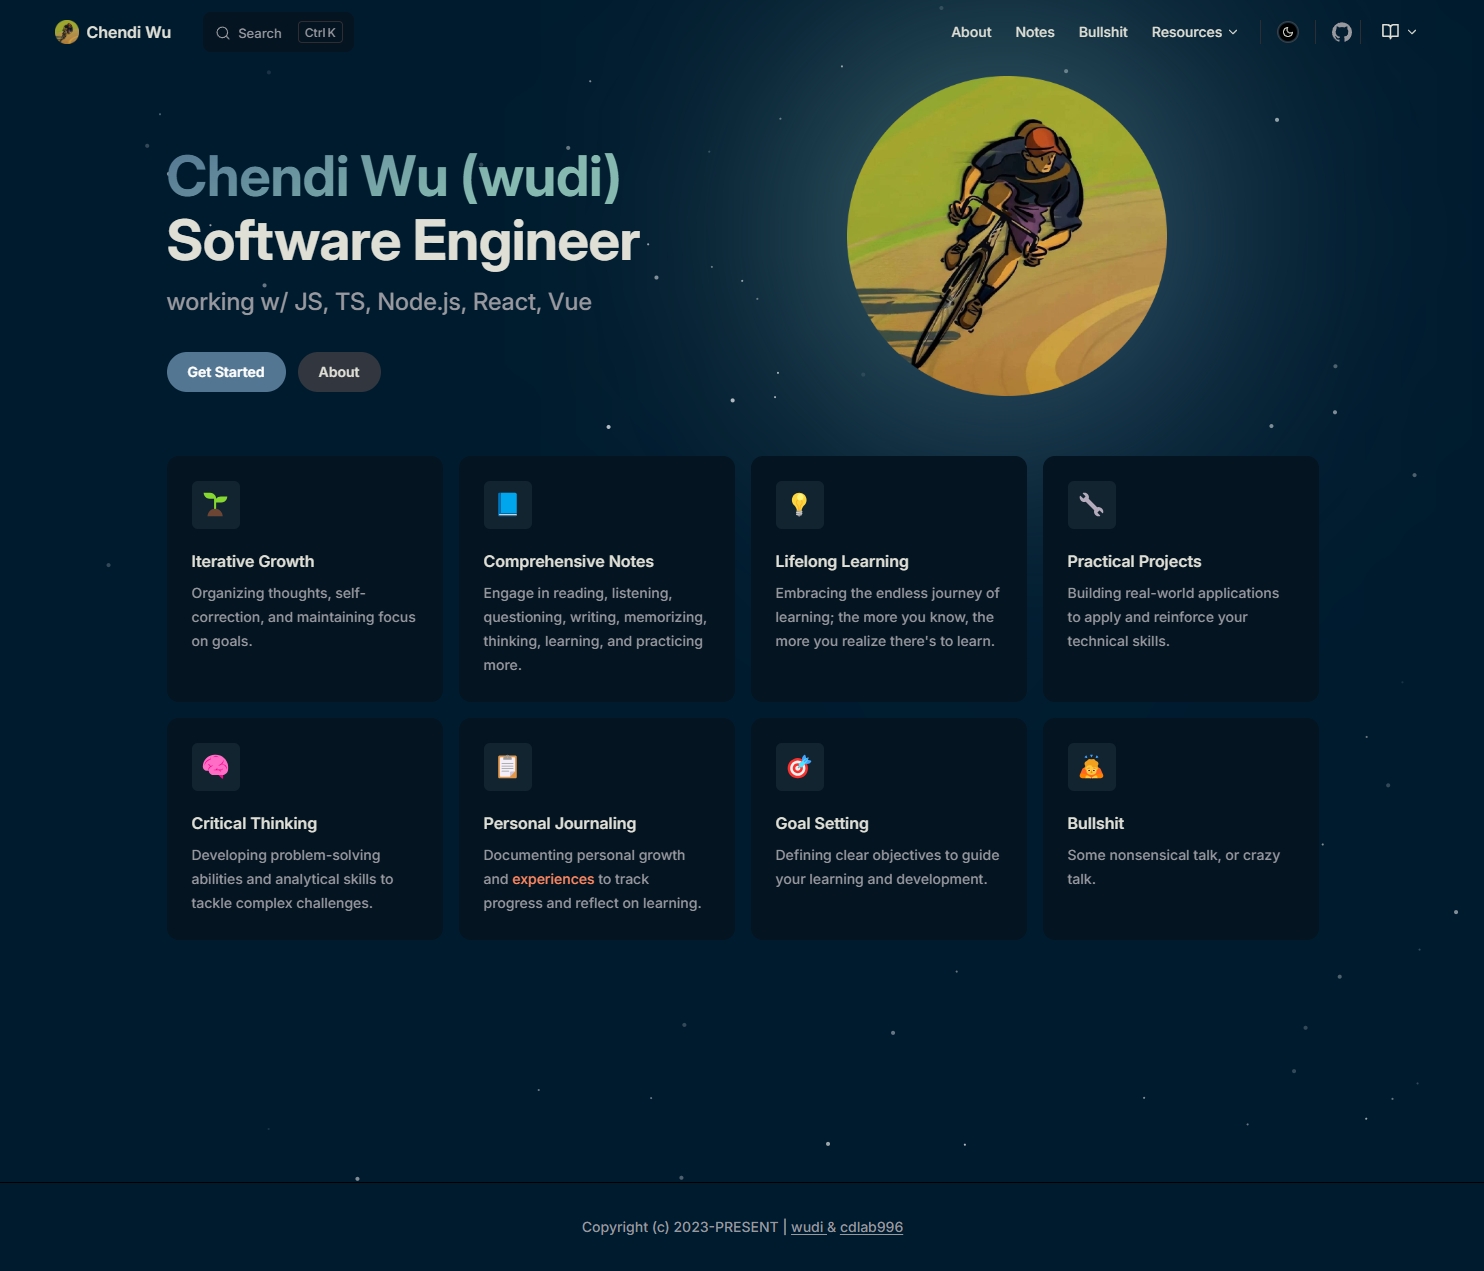 Chendi Wu
Search Ctrl K
About Notes Bullshit Resources
Chendi Wu (wudi)
Software Engineer
working w/ JS, TS, Node.js, React, Vue
Get Started About
Iterative Growth
Organizing thoughts, self-
correction, and maintaining focus
on goals.
Comprehensive Notes
Engage in reading, listening,
questioning, writing, memorizing,
thinking, learning, and practicing
more.
Lifelong Learning
Embracing the endless journey of
learning; the more you know, the
more you realize there's to learn.
Practical Projects
Building real-world applications
to apply and reinforce your
technical skills.
Critical Thinking
Developing problem-solving
abilities and analytical skills to
tackle complex challenges.
Personal Journaling
Documenting personal growth
and experiences to track
progress and reflect on learning.
Goal Setting
Defining clear objectives to guide
your learning and development.
Bullshit
Some nonsensical talk, or crazy
talk.
Copyright (c) 2023-PRESENT | wudi & cdlab996